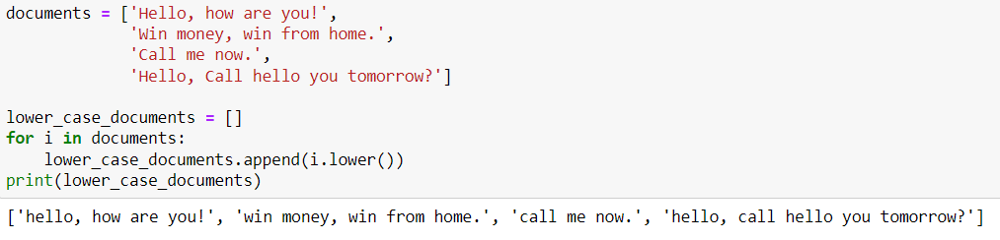 documents = ['Hello, how are you!',
             'Win money, win from home.',
             'Call me now.',
             'Hello, Call hello you tomorrow?']

lower_case_documents = []
for i in documents:
    lower_case_documents.append(i.lower())
print(lower_case_documents)
['hello, how are you!', 'win money, win from home.', 'call me now.', 'hello, call hello you tomorrow?']